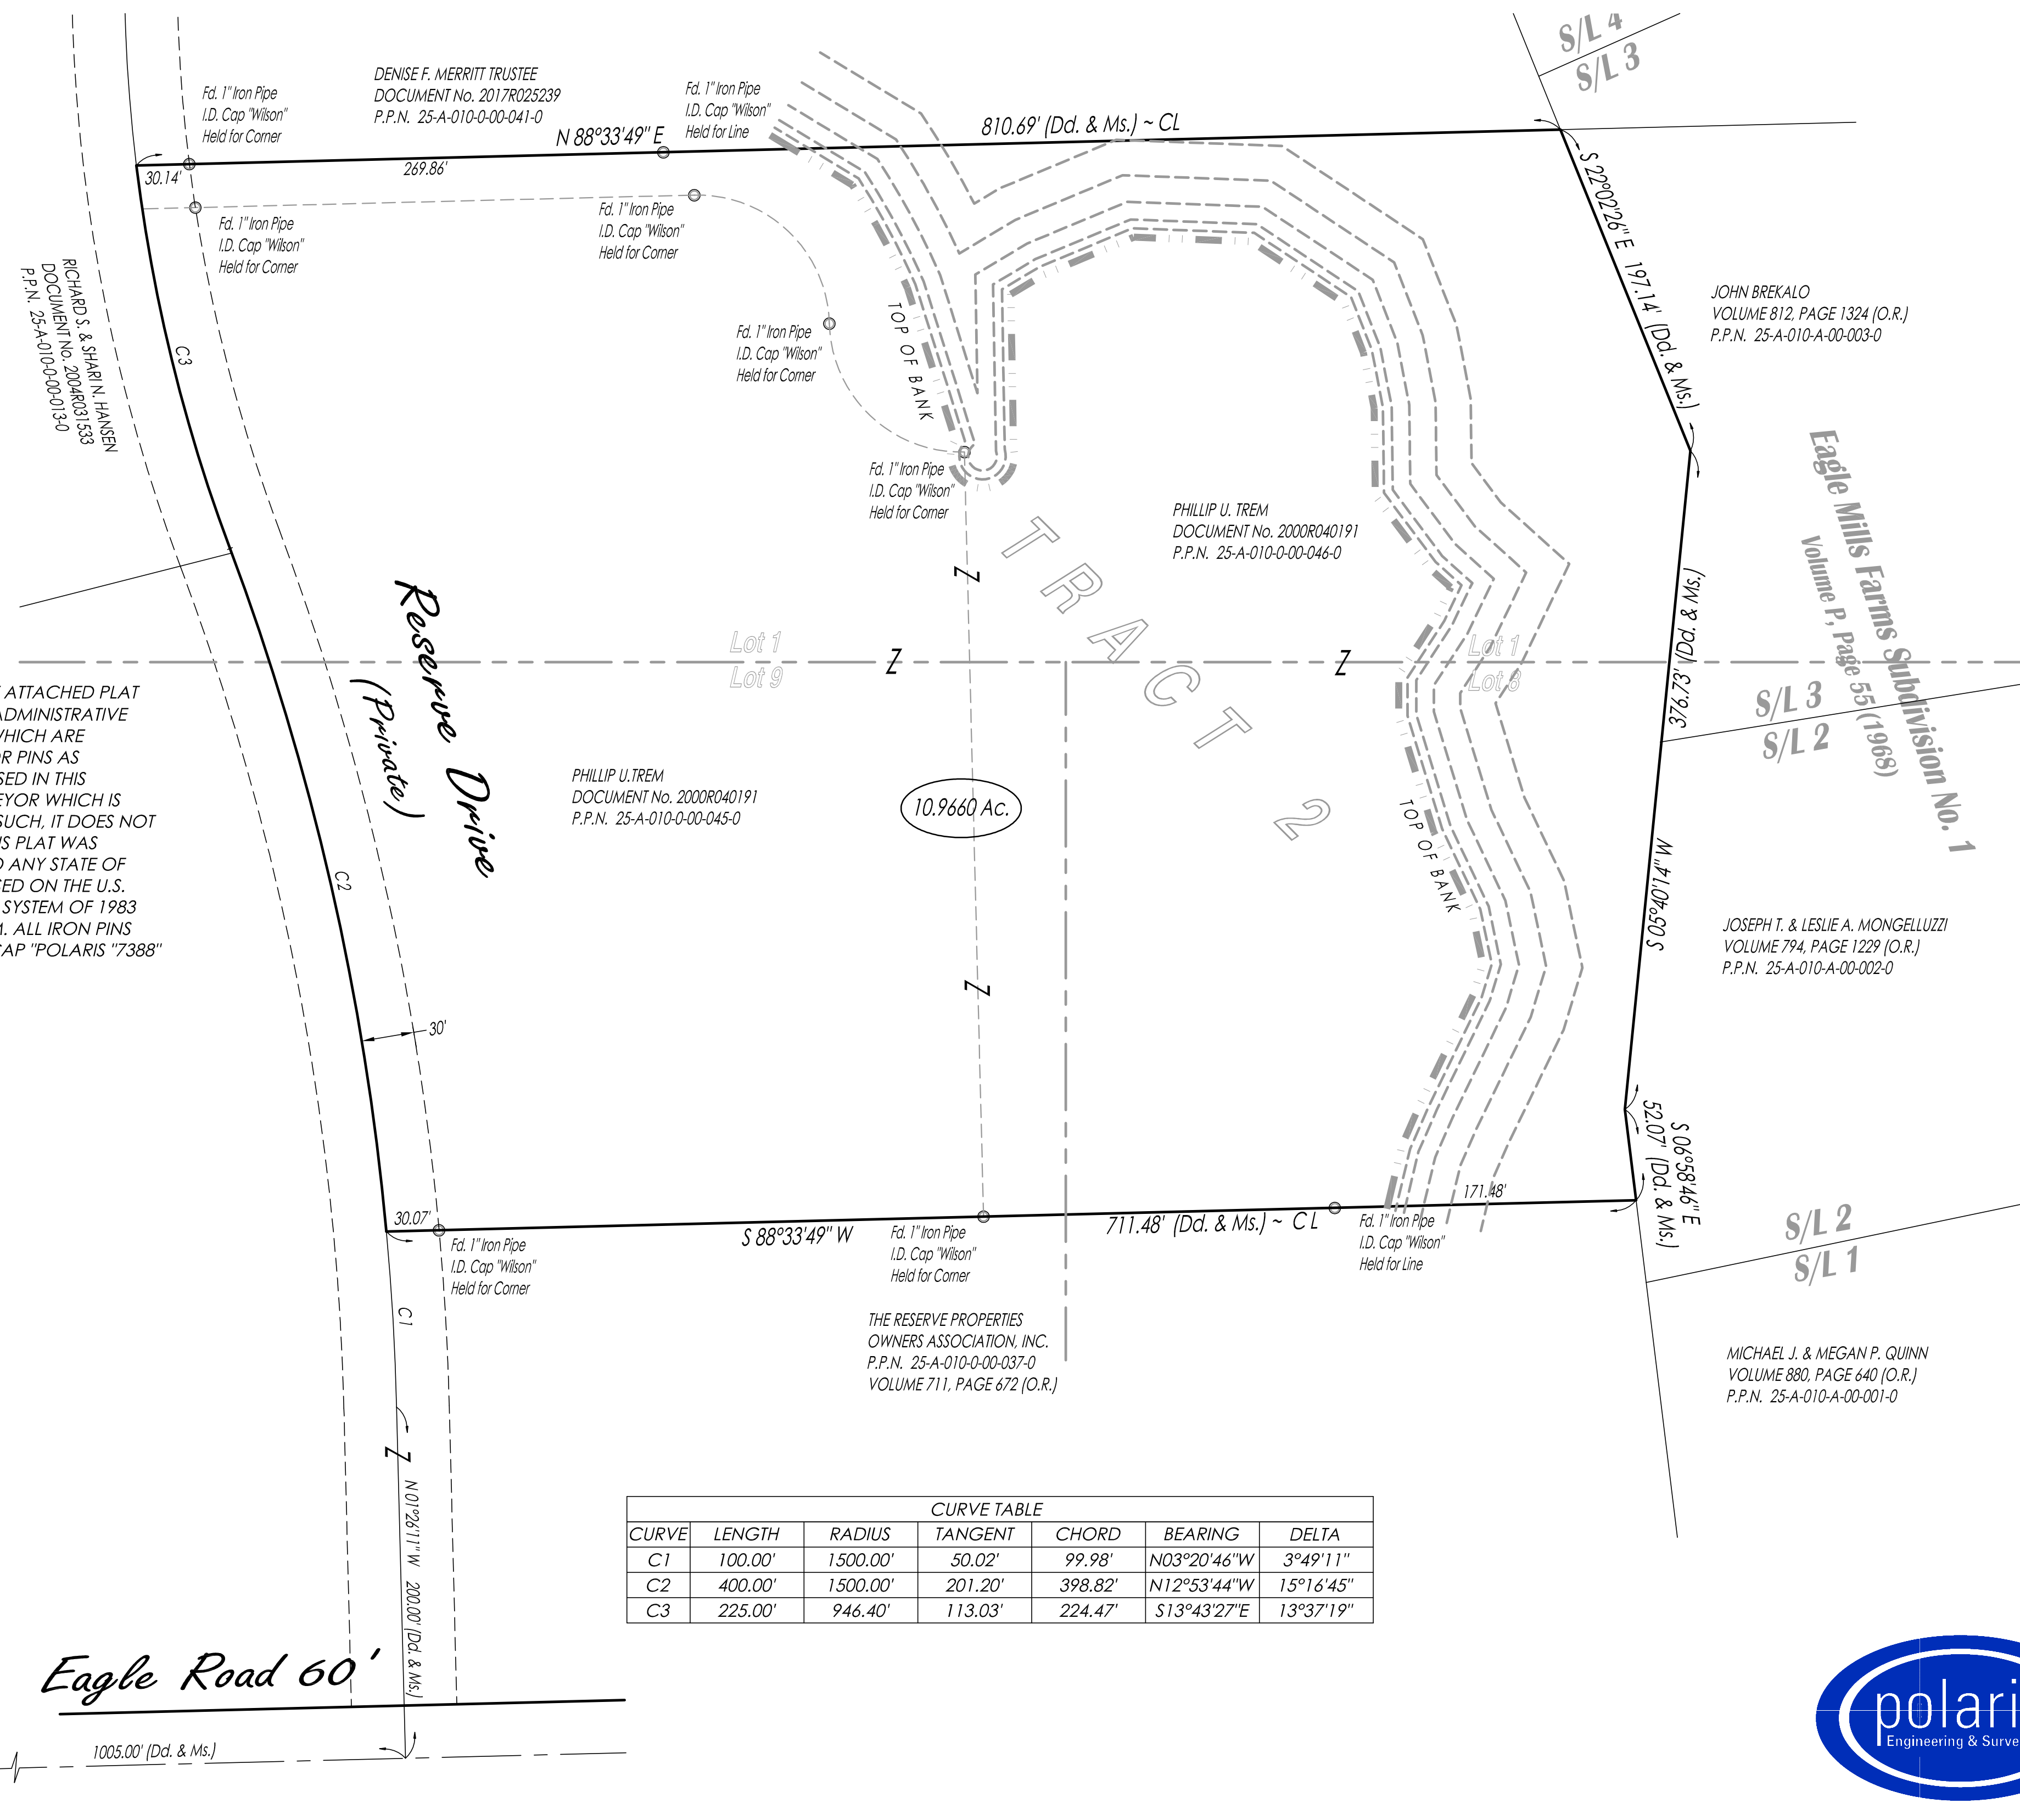 S/L 4
S/L 3
DENISE F. MERRITT TRUSTEE
DOCUMENT No. 2017R025239
P.P.N. 25-A-010-0-00-041-0
Fd. 1" Iron Pipe
I.D. Cap "Wilson"
Held for Corner
Fd. 1" Iron Pipe
I.D. Cap "Wilson"
Held for Line
N 88°33'49" E
810.69' (Dd. & Ms.) ~ CL
30.14'
269.86'
S 22°02'26" E 197.14' (Dd. & Ms.)
Fd. 1" Iron Pipe
I.D. Cap "Wilson"
Held for Corner
Fd. 1" Iron Pipe
I.D. Cap "Wilson"
Held for Corner
RICHARD S. & SHARI N. HANSEN
DOCUMENT No. 2004R031533
P.P.N. 25-A-010-0-00-013-0
C3
TOP OF BANK
JOHN BREKALO
VOLUME 812, PAGE 1324 (O.R.)
P.P.N. 25-A-010-A-00-003-0
Fd. 1" Iron Pipe
I.D. Cap "Wilson"
Held for Corner
Fd. 1" Iron Pipe
I.D. Cap "Wilson"
Held for Corner
PHILLIP U. TREM
DOCUMENT No. 2000R040191
P.P.N. 25-A-010-0-00-046-0
Eagle Mills Farms Subdivision No. 1
Volume P, Page 55 (1968)
TRACT 2
Z
Reserve Drive
(Private)
Lot 1
Lot 9
Z
Z
Lot 1
Lot 8
376.73' (Dd. & Ms.)
S 05°40'14" W
S/L 3
S/L 2
ATTACHED PLAT
ADMINISTRATIVE
WHICH ARE
OR PINS AS
SED IN THIS
EYOR WHICH IS
SUCH, IT DOES NOT
IS PLAT WAS
D ANY STATE OF
SED ON THE U.S.
SYSTEM OF 1983
M. ALL IRON PINS
CAP "POLARIS "7388"
PHILLIP U.TREM
DOCUMENT No. 2000R040191
P.P.N. 25-A-010-0-00-045-0
10.9660 Ac.
TOP OF BANK
C2
JOSEPH T. & LESLIE A. MONGELLUZZI
VOLUME 794, PAGE 1229 (O.R.)
P.P.N. 25-A-010-A-00-002-0
Z
30'
S 06°58'46" E
52.07' (Dd. & Ms.)
30.07'
171.48'
S 88°33'49" W
711.48' (Dd. & Ms.) ~ CL
Fd. 1" Iron Pipe
I.D. Cap "Wilson"
Held for Corner
Fd. 1" Iron Pipe
I.D. Cap "Wilson"
Held for Corner
Fd. 1" Iron Pipe
I.D. Cap "Wilson"
Held for Line
S/L 2
S/L 1
C1
THE RESERVE PROPERTIES
OWNERS ASSOCIATION, INC.
P.P.N. 25-A-010-0-00-037-0
VOLUME 711, PAGE 672 (O.R.)
MICHAEL J. & MEGAN P. QUINN
VOLUME 880, PAGE 640 (O.R.)
P.P.N. 25-A-010-A-00-001-0
Z
N 01°26'11" W 200.00' (Dd. & Ms.)
CURVE TABLE
CURVE LENGTH RADIUS TANGENT CHORD BEARING DELTA
C1 100.00' 1500.00' 50.02' 99.98' N03°20'46"W 3°49'11"
C2 400.00' 1500.00' 201.20' 398.82' N12°53'44"W 15°16'45"
C3 225.00' 946.40' 113.03' 224.47' S13°43'27"E 13°37'19"
Eagle Road 60'
1005.00' (Dd. & Ms.)
polari
Engineering & Surve